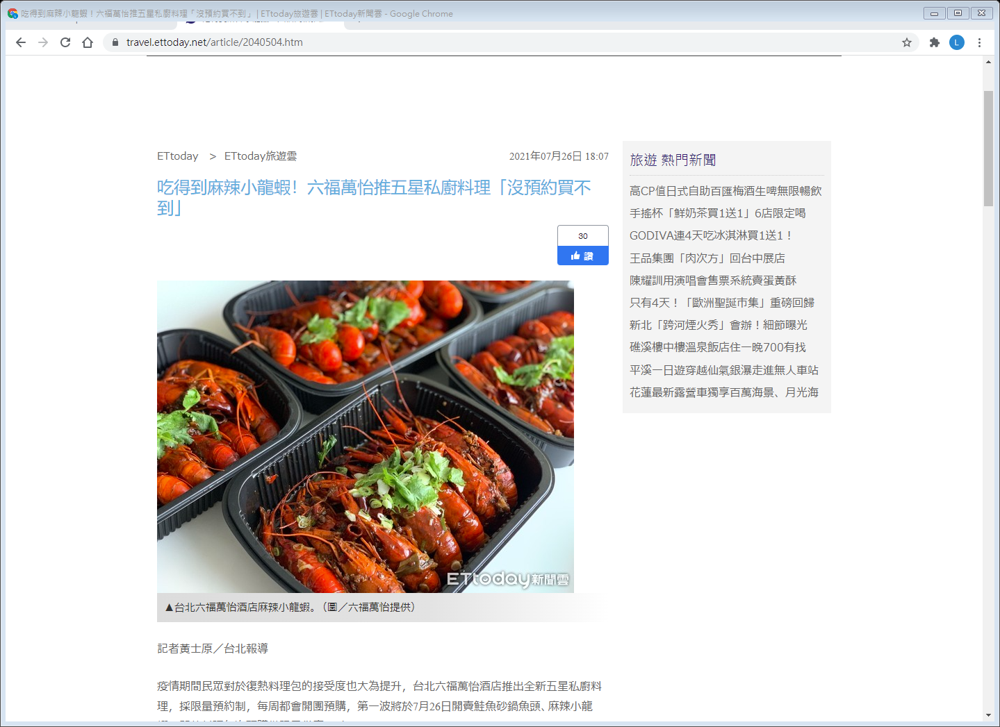 吃得到麻辣小龍蝦！六福萬怡推五星私廚料理「沒預約買不到」 | ETtoday旅遊雲 | ETtoday新聞雲 - Google Chrome
travel.ettoday.net/article/2040504.htm
L
ETtoday > ETtoday旅遊雲
2021年07月26日 18:07
吃得到麻辣小龍蝦！六福萬怡推五星私廚料理「沒預約買不
到」
30
讚
ETtoday新聞雲
▲台北六福萬怡酒店麻辣小龍蝦。（圖／六福萬怡提供）
記者黃士原／台北報導
疫情期間民眾對於復熱料理包的接受度也大為提升，台北六福萬怡酒店推出全新五星私廚料
理，採限量預約制，每周都會開團預購，第一波將於7月26日開賣鮭魚砂鍋魚頭、麻辣小龍
旅遊 熱門新聞
高CP值日式自助百匯梅酒生啤無限暢飲
手搖杯「鮮奶茶買1送1」6店限定喝
GODIVA連4天吃冰淇淋買1送1！
王品集團「肉次方」回台中展店
陳耀訓用演唱會售票系統賣蛋黃酥
只有4天！「歐洲聖誕市集」重磅回歸
新北「跨河煙火秀」會辦！細節曝光
礁溪樓中樓溫泉飯店住一晚700有找
平溪一日遊穿越仙氣銀瀑走進無人車站
花蓮最新露營車獨享百萬海景、月光海